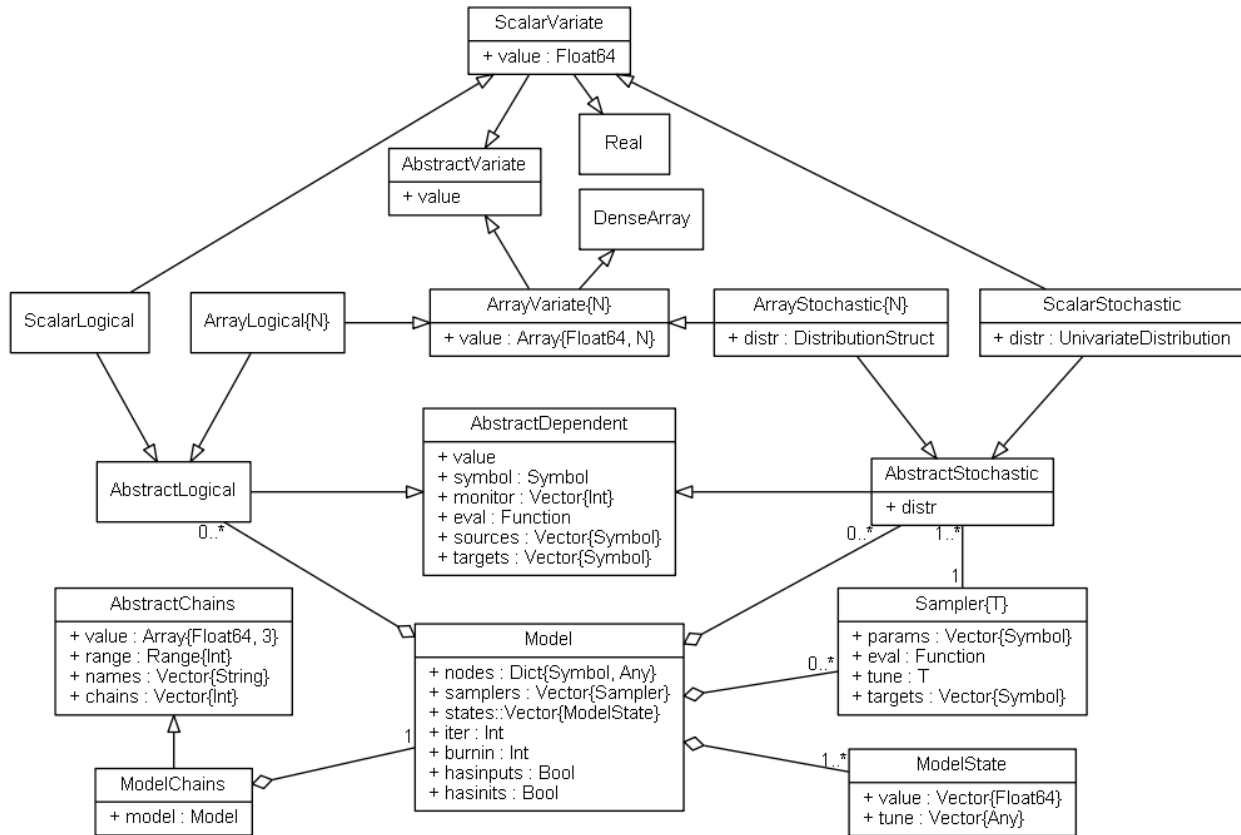 ScalarVariate
+ value : Float64
Real
AbstractVariate
+ value
DenseArray
ScalarLogical
ArrayLogical{N}
ArrayVariate{N}
+ value : Array{Float64, N}
ArrayStochastic{N}
+ distr : DistributionStruct
ScalarStochastic
+ distr : UnivariateDistribution
AbstractDependent
+ value
+ symbol : Symbol
+ monitor : Vector{Int}
+ eval : Function
+ sources : Vector{Symbol}
+ targets : Vector{Symbol}
AbstractLogical
0..*
AbstractStochastic
+ distr
0..*
1..*
1
AbstractChains
+ value : Array{Float64, 3}
+ range : Range{Int}
+ names : Vector{String}
+ chains : Vector{Int}
Model
+ nodes : Dict{Symbol, Any}
+ samplers : Vector{Sampler}
+ states::Vector{ModelState}
+ iter : Int
+ burnin : Int
+ hasinputs : Bool
+ hasinits : Bool
Sampler{T}
+ params : Vector{Symbol}
+ eval : Function
+ tune : T
+ targets : Vector{Symbol}
0..*
1
1..*
ModelChains
+ model : Model
ModelState
+ value : Vector{Float64}
+ tune : Vector{Any}